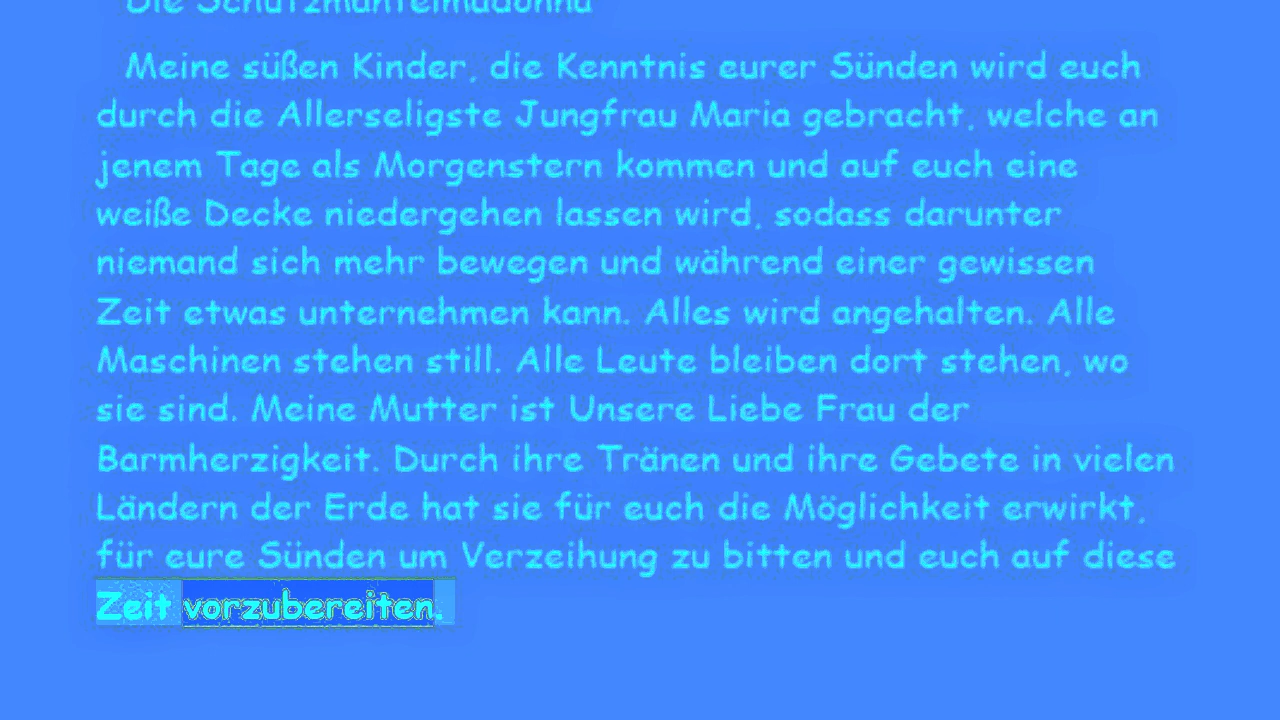 Die Schutzmantelmadonna
Meine süßen Kinder, die Kenntnis eurer Sünden wird euch
durch die Allerseligste Jungfrau Maria gebracht, welche an
jenem Tage als Morgenstern kommen und auf euch eine
weiße Decke niedergehen lassen wird, sodass darunter
niemand sich mehr bewegen und während einer gewissen
Zeit etwas unternehmen kann. Alles wird angehalten. Alle
Maschinen stehen still. Alle Leute bleiben dort stehen, wo
sie sind. Meine Mutter ist Unsere Liebe Frau der
Barmherzigkeit. Durch ihre Tränen und ihre Gebete in vielen
Ländern der Erde hat sie für euch die Möglichkeit erwirkt,
für eure Sünden um Verzeihung zu bitten und euch auf diese
Zeit vorzubereiten.